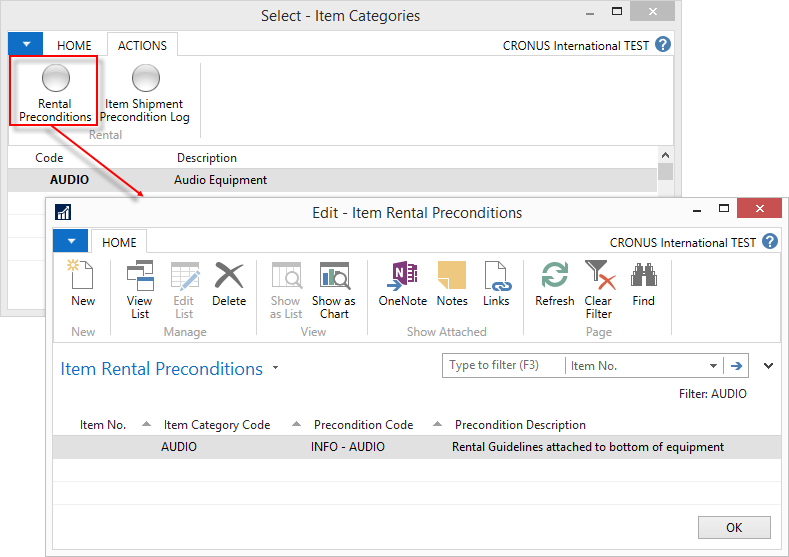 Select - Item Categories
HOME ACTIONS CRONUS International TEST ?
Rental Preconditions
Item Shipment Precondition Log
Rental
Code Description
AUDIO Audio Equipment
Edit - Item Rental Preconditions
HOME CRONUS International TEST ?
New
View List
Edit List
Delete
Show as List
Show as Chart
OneNote
Notes
Links
Refresh
Clear Filter
Find
New Manage View Show Attached Page
Item Rental Preconditions Type to filter (F3) Item No.
Filter: AUDIO
Item No. Item Category Code Precondition Code Precondition Description
AUDIO INFO - AUDIO Rental Guidelines attached to bottom of equipment
OK